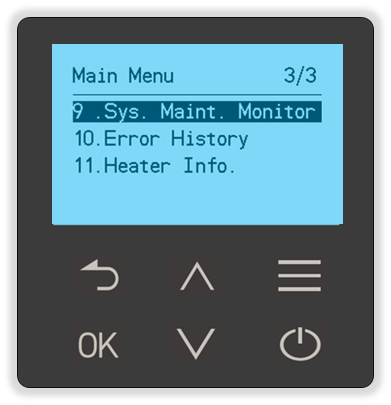 Main Menu 3/3
9 .Sys. Maint. Monitor
10.Error History
11.Heater Info.
OK